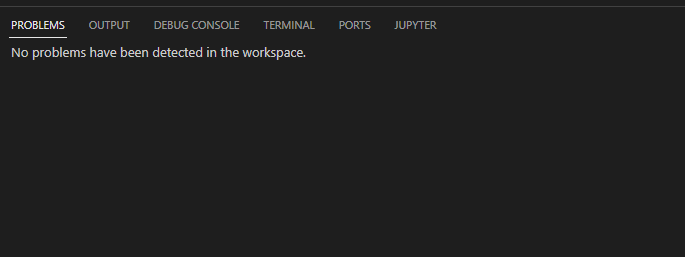 PROBLEMS OUTPUT DEBUG CONSOLE TERMINAL PORTS JUPYTER
No problems have been detected in the workspace.